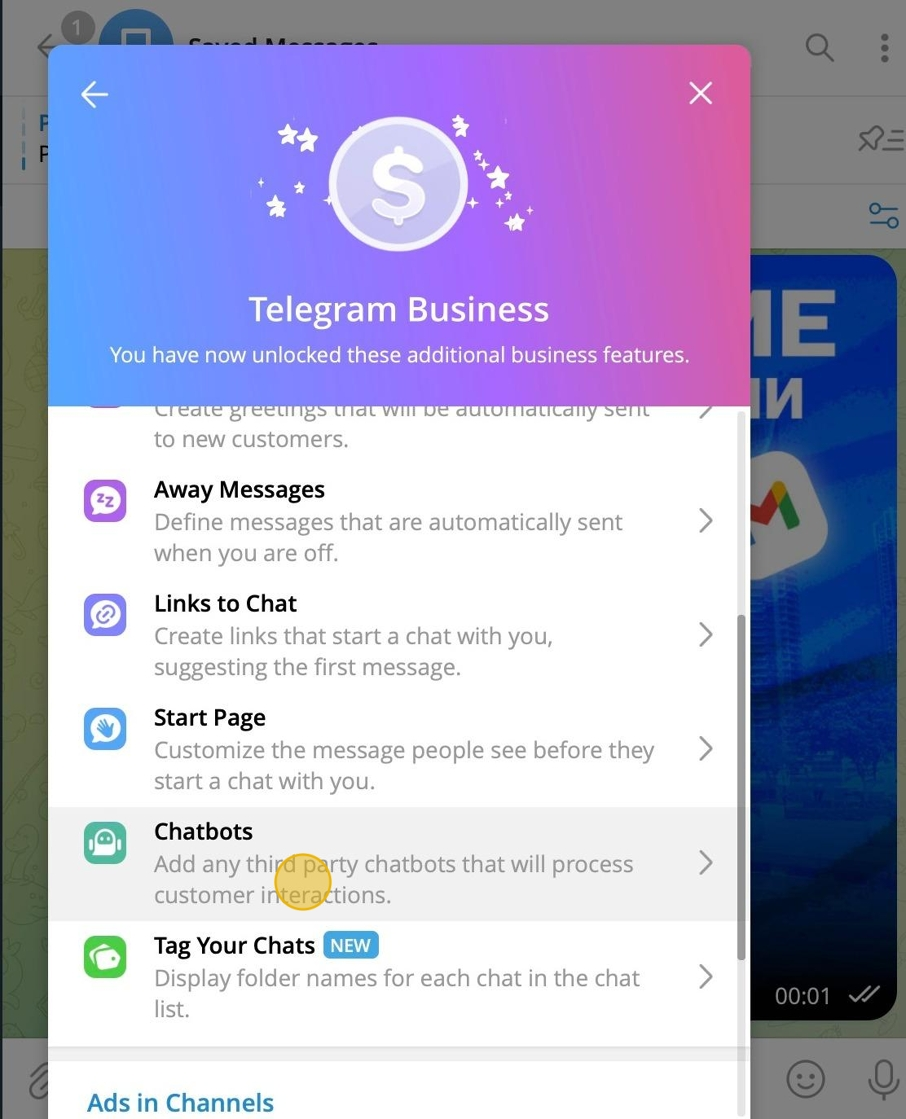 1
Saved Messages
P
P
Telegram Business
You have now unlocked these additional business features.
Create greetings that will be automatically sent
to new customers.
Away Messages
Define messages that are automatically sent
when you are off.
Links to Chat
Create links that start a chat with you,
suggesting the first message.
Start Page
Customize the message people see before they
start a chat with you.
Chatbots
Add any third party chatbots that will process
customer interactions.
Tag Your Chats NEW
Display folder names for each chat in the chat
list.
Ads in Channels
00:01